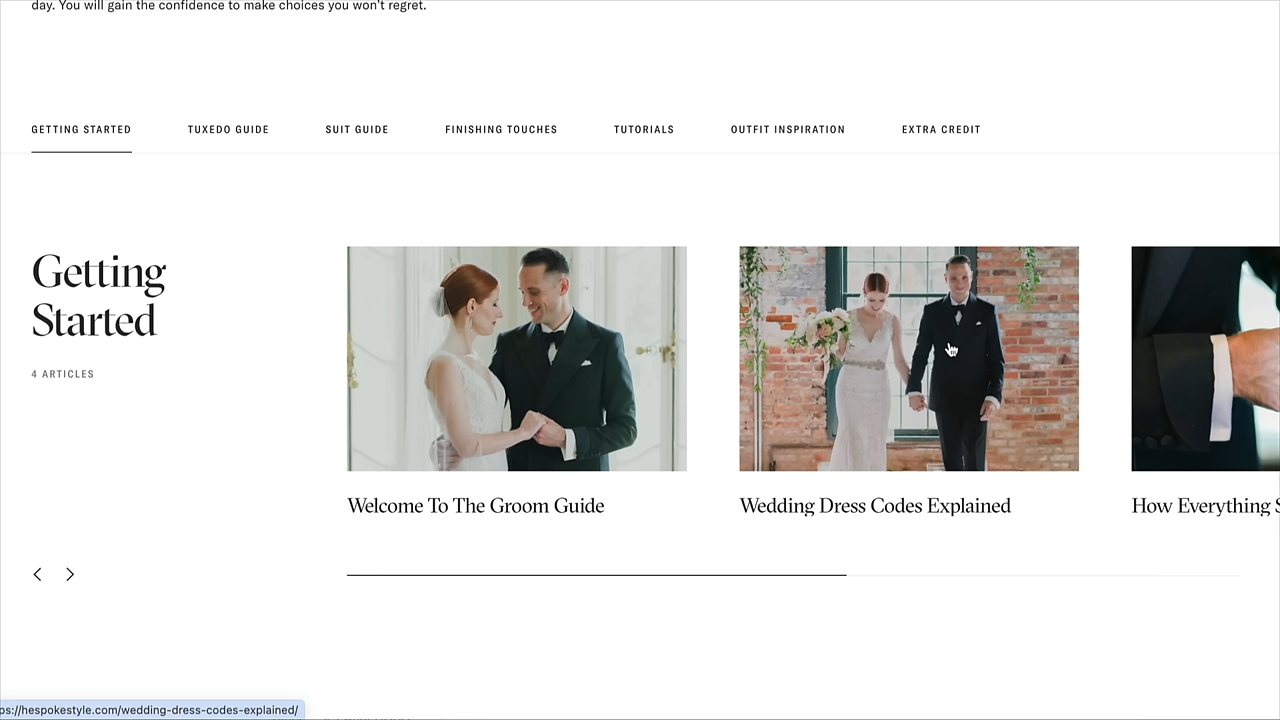 day. You will gain the confidence to make choices you won't regret.
GETTING STARTED
TUXEDO GUIDE
SUIT GUIDE
FINISHING TOUCHES
TUTORIALS
OUTFIT INSPIRATION
EXTRA CREDIT
Getting
Started
4 ARTICLES
Welcome To The Groom Guide
Wedding Dress Codes Explained
How Everything
ps://hespokestyle.com/wedding-dress-codes-explained/